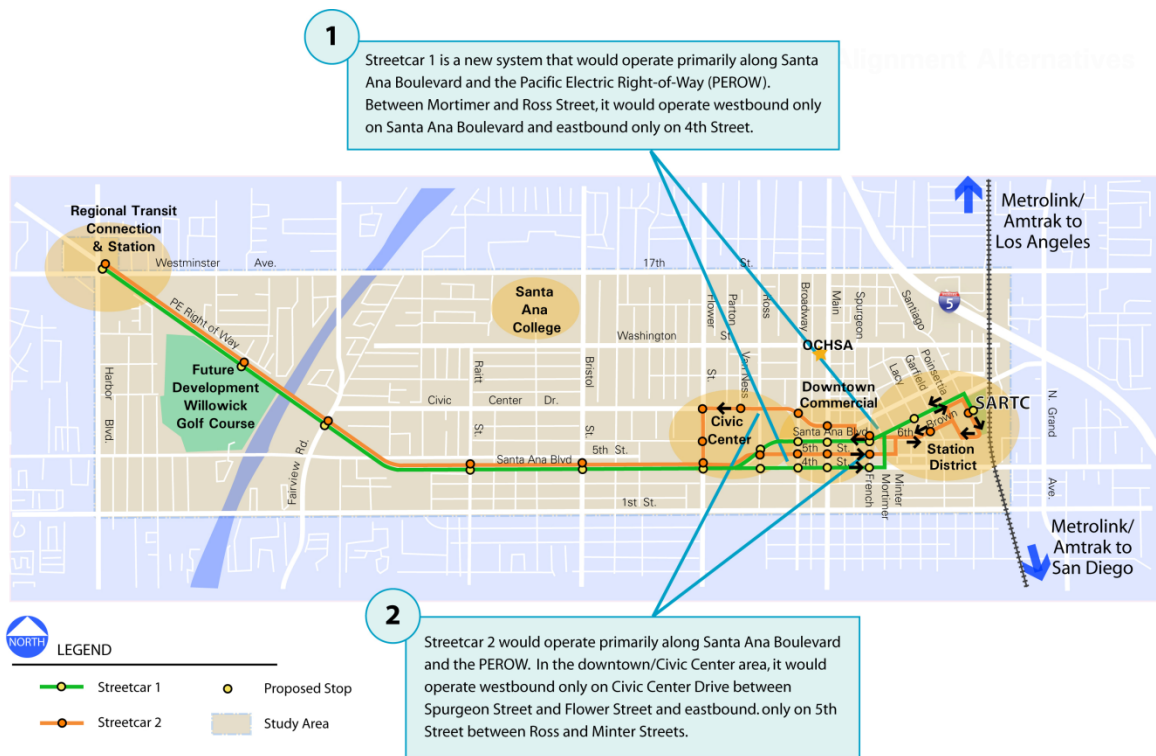 1
Streetcar 1 is a new system that would operate primarily along Santa
Ana Boulevard and the Pacific Electric Right-of-Way (PEROW).
Between Mortimer and Ross Street, it would operate westbound only
on Santa Ana Boulevard and eastbound only on 4th Street.
lignment Alternatives
Regional Transit
Connection
& Station
Westminster Ave.
17th St.
Metrolink/
Amtrak to
Los Angeles
5
PE Right of Way
Santa
Ana
College
Flower St.
Parton
Van Ness
Ross
Broadway
Main
Spurgeon
Santiago
Washington St.
OCHSA
Lacy
Garfield
Poinsettia
Harbor Blvd.
Future
Development
Willowick
Golf Course
Raitt St.
Bristol St.
Civic Center Dr.
Downtown
Commercial
Civic
Center
SARTC
N. Grand Ave.
Santa Ana Blvd
6th
Brown
5th St.
4th St.
Station
District
Fairview Rd.
Santa Ana Blvd
5th St.
French
Mortimer
Minter
1st St.
Metrolink/
Amtrak to
San Diego
2
Streetcar 2 would operate primarily along Santa Ana Boulevard
and the PEROW. In the downtown/Civic Center area, it would
operate westbound only on Civic Center Drive between
Spurgeon Street and Flower Street and eastbound. only on 5th
Street between Ross and Minter Streets.
NORTH
LEGEND
Streetcar 1
Proposed Stop
Streetcar 2
Study Area